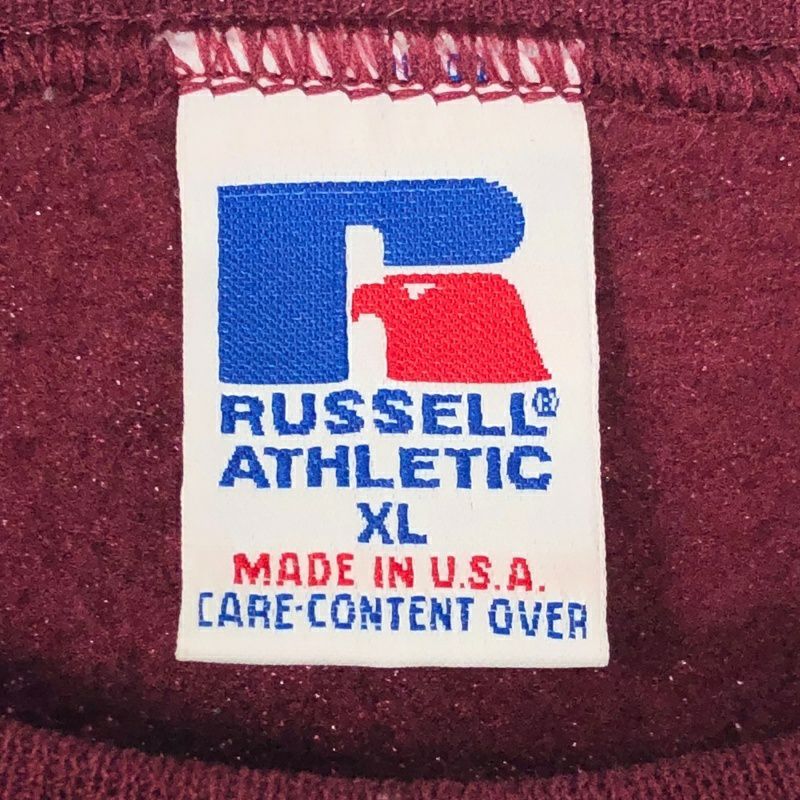 RUSSELL®
ATHLETIC
XL
MADE IN U.S.A.
CARE-CONTENT OVER